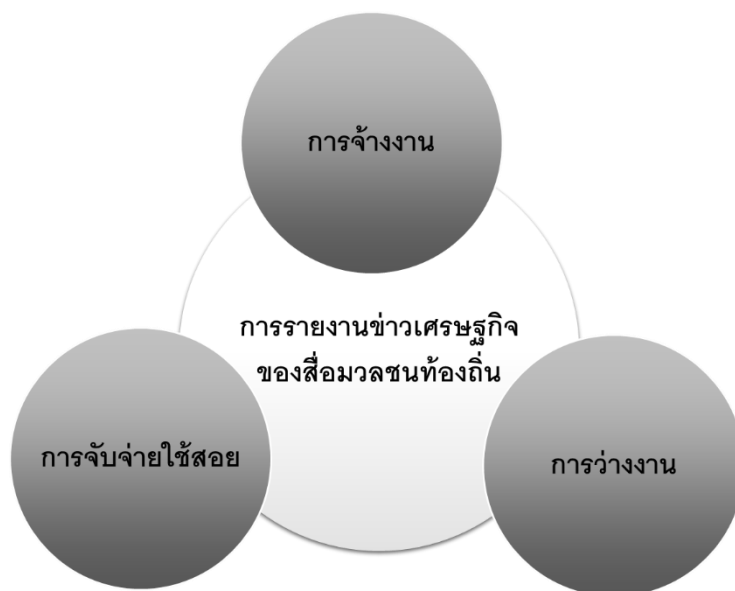 การจ้างงาน
การรายงานข่าวเศรษฐกิจ
ของสื่อมวลชนท้องถิ่น
การจับจ่ายใช้สอย
การว่างงาน